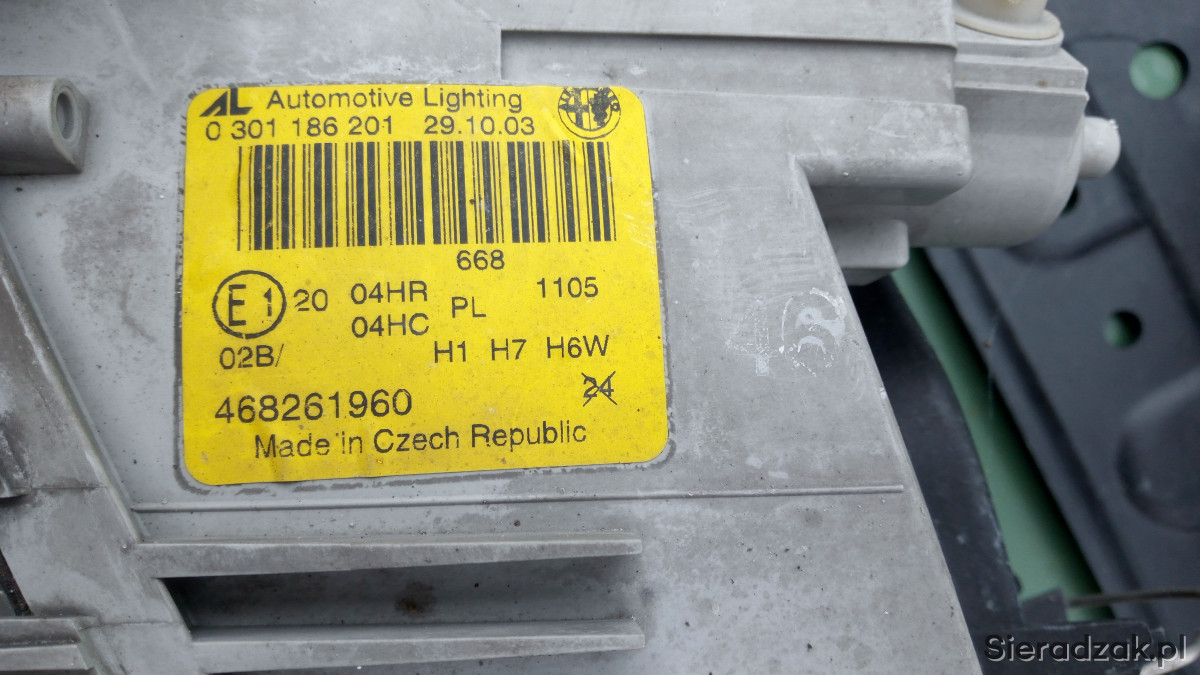 AL Automotive Lighting
0 301 186 201 29.10.03
668
E1 20 04HR PL 1105
04HC
02B/ H1 H7 H6W
24
468261960
Made in Czech Republic
Sieradzak.pl